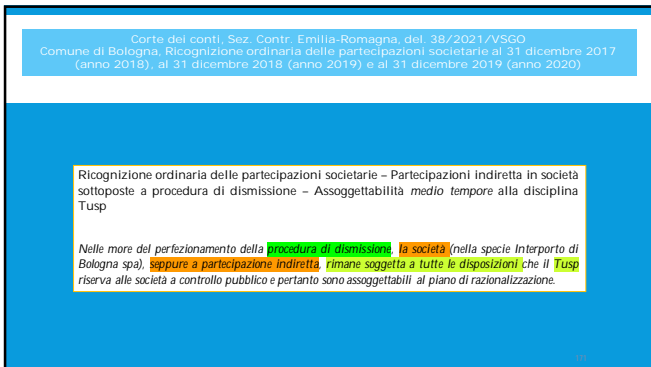 Corte dei conti, Sez. Contr. Emilia-Romagna, del. 38/2021/VSGO
Comune di Bologna, Ricognizione ordinaria delle partecipazioni societarie al 31 dicembre 2017
(anno 2018), al 31 dicembre 2018 (anno 2019) e al 31 dicembre 2019 (anno 2020)
Ricognizione ordinaria delle partecipazioni societarie – Partecipazioni indiretta in società
sottoposte a procedura di dismissione – Assoggettabilità medio tempore alla disciplina
Tusp
Nelle more del perfezionamento della procedura di dismissione, la società (nella specie Interporto di
Bologna spa), seppure a partecipazione indiretta, rimane soggetta a tutte le disposizioni che il Tusp
riserva alle società a controllo pubblico e pertanto sono assoggettabili al piano di razionalizzazione.